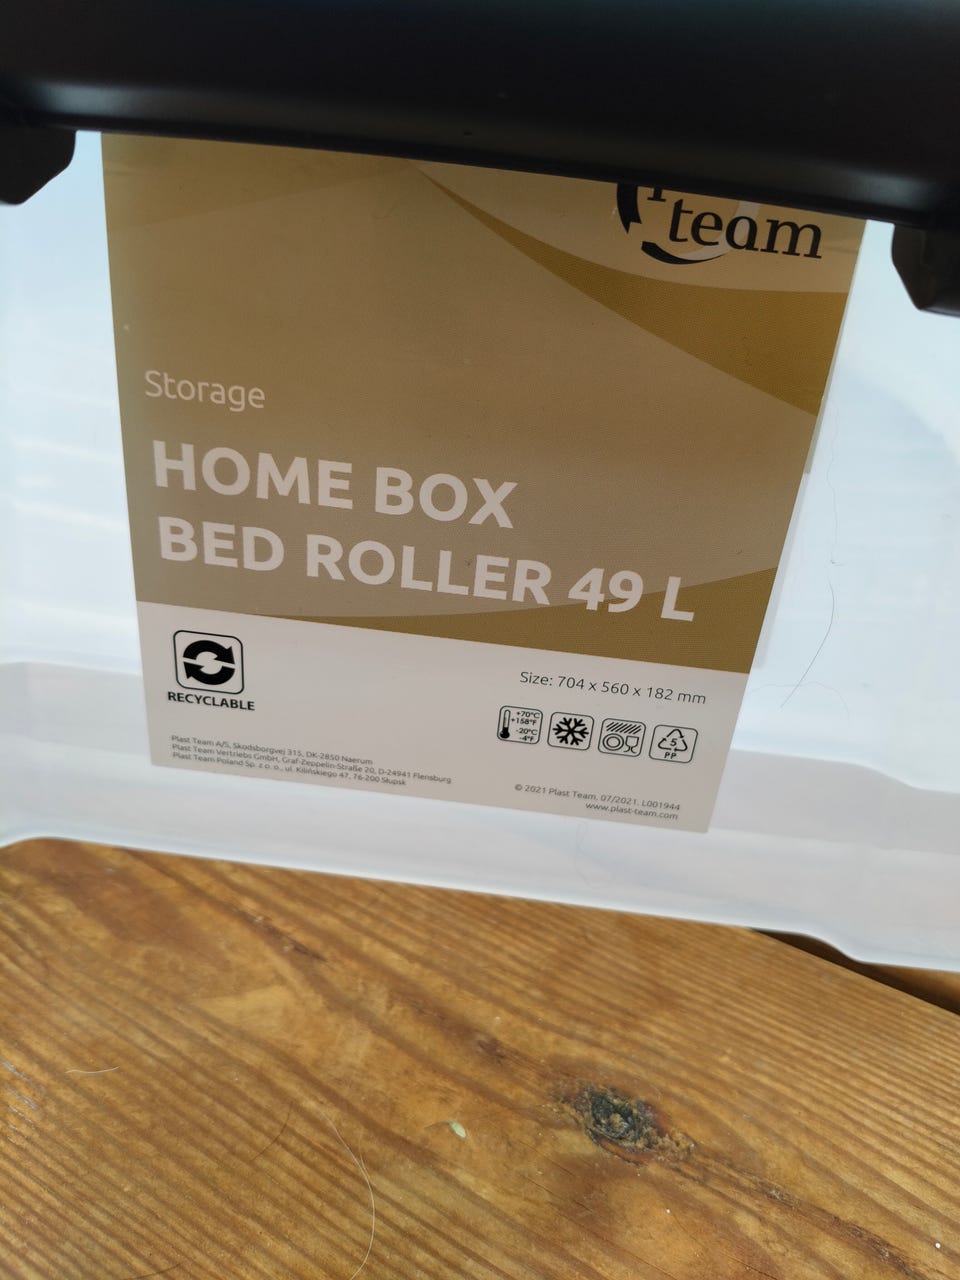 team
Storage
HOME BOX
BED ROLLER 49 L
RECYCLABLE
Size: 704 x 560 x 182 mm
+70°C
+158°F
-20°C
-4°F
5
PP
Plast Team A/S, Skodsborgvej 315, DK-2850 Naerum
Plast Team Vertriebs GmbH, Graf-Zeppelin-Straße 20, D-24941 Flensburg
Plast Team Poland Sp. z o. o., ul. Kilińskiego 47, 76-200 Słupsk
© 2021 Plast Team. 07/2021. L001944
www.plast-team.com